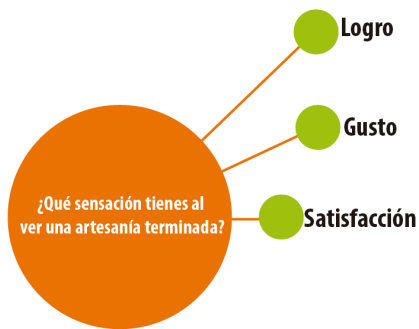 Logro
Gusto
¿Qué sensación tienes al
ver una artesanía terminada?
Satisfacción